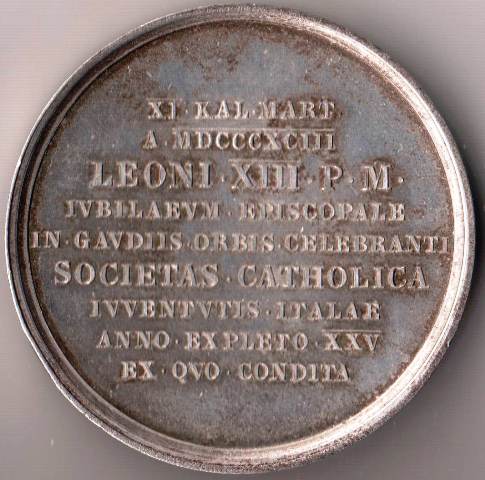 XI · KAL · MART
A · MDCCCXCIII
LEONI · XIII · P · M ·
IVBILAEVM · EPISCOPALE
IN · GAVDIIS · ORBIS · CELEBRANTI
SOCIETAS · CATHOLICA
IVVENTVTIS · ITALAE
ANNO · EXPLETO · XXV
EX · QVO · CONDITA